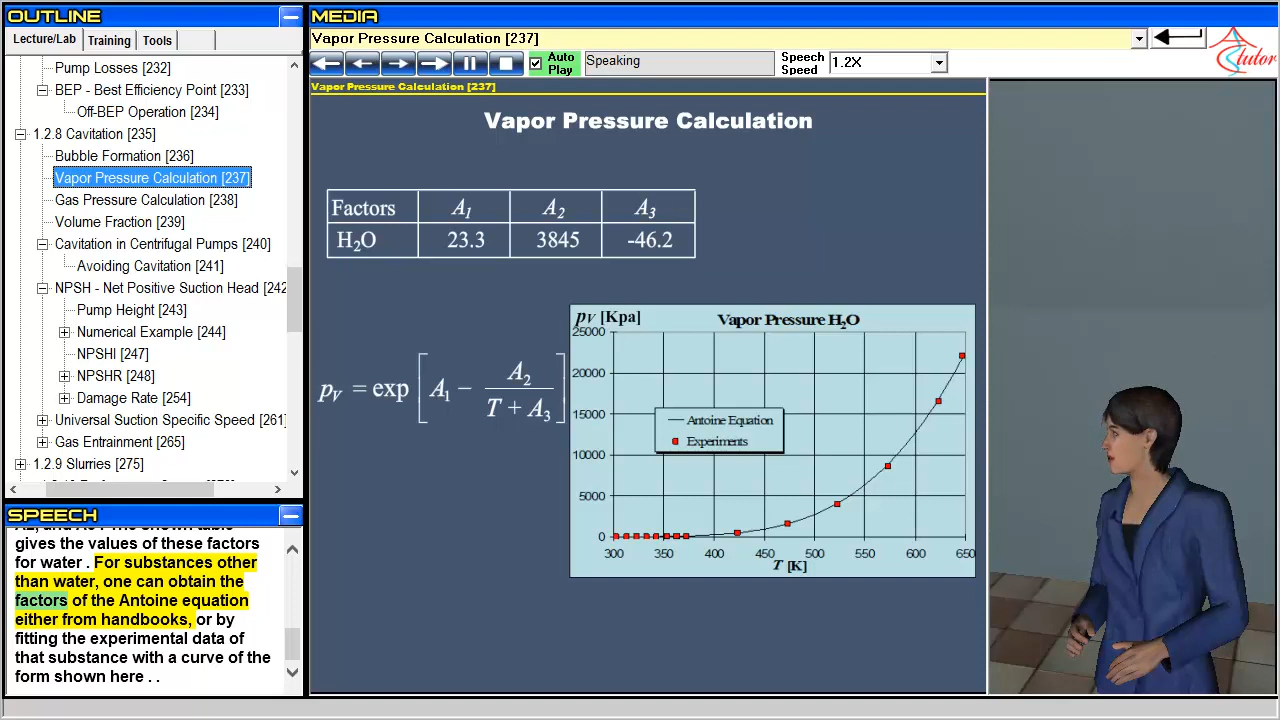 OUTLINE
Lecture/Lab Training Tools
Pump Losses [232]
BEP - Best Efficiency Point [233]
Off-BEP Operation [234]
1.2.8 Cavitation [235]
Bubble Formation [236]
Vapor Pressure Calculation [237]
Gas Pressure Calculation [238]
Volume Fraction [239]
Cavitation in Centrifugal Pumps [240]
Avoiding Cavitation [241]
NPSH - Net Positive Suction Head [242
Pump Height [243]
Numerical Example [244]
NPSHI [247]
NPSHR [248]
Damage Rate [254]
Universal Suction Specific Speed [261]
Gas Entrainment [265]
1.2.9 Slurries [275]
SPEECH
gives the values of these factors
for water . For substances other
than water, one can obtain the
factors of the Antoine equation
either from handbooks, or by
fitting the experimental data of
that substance with a curve of the
form shown here . .
MEDIA
Vapor Pressure Calculation [237]
Auto
Play
Speaking
Speech
Speed
1.2X
tutor
Vapor Pressure Calculation [237]
Vapor Pressure Calculation
Factors A1 A2 A3
H2O 23.3 3845 -46.2
pV = exp [ A1 − A2 / T + A3 ]
pV [Kpa]
Vapor Pressure H2O
25000
20000
15000
10000
5000
0
Antoine Equation
Experiments
300 350 400 450 500 550 600 650
T [K]